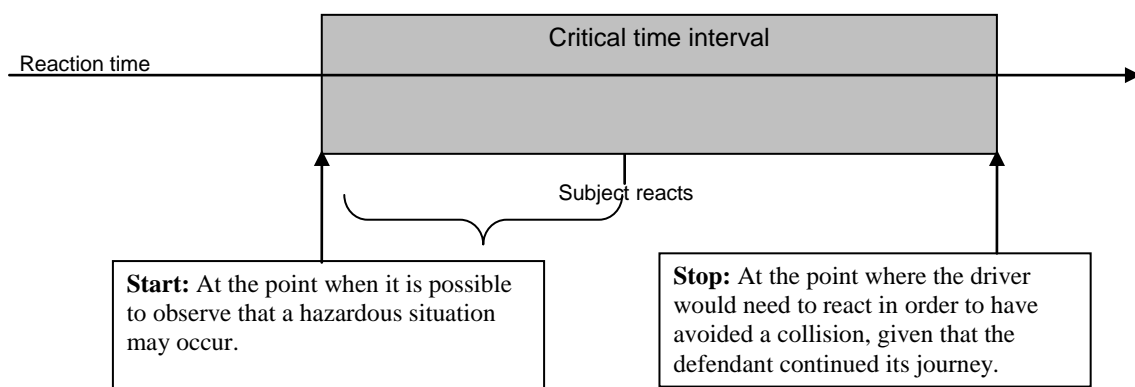 Critical time interval
Reaction time
Subject reacts
Start: At the point when it is possible
to observe that a hazardous situation
may occur.
Stop: At the point where the driver
would need to react in order to have
avoided a collision, given that the
defendant continued its journey.